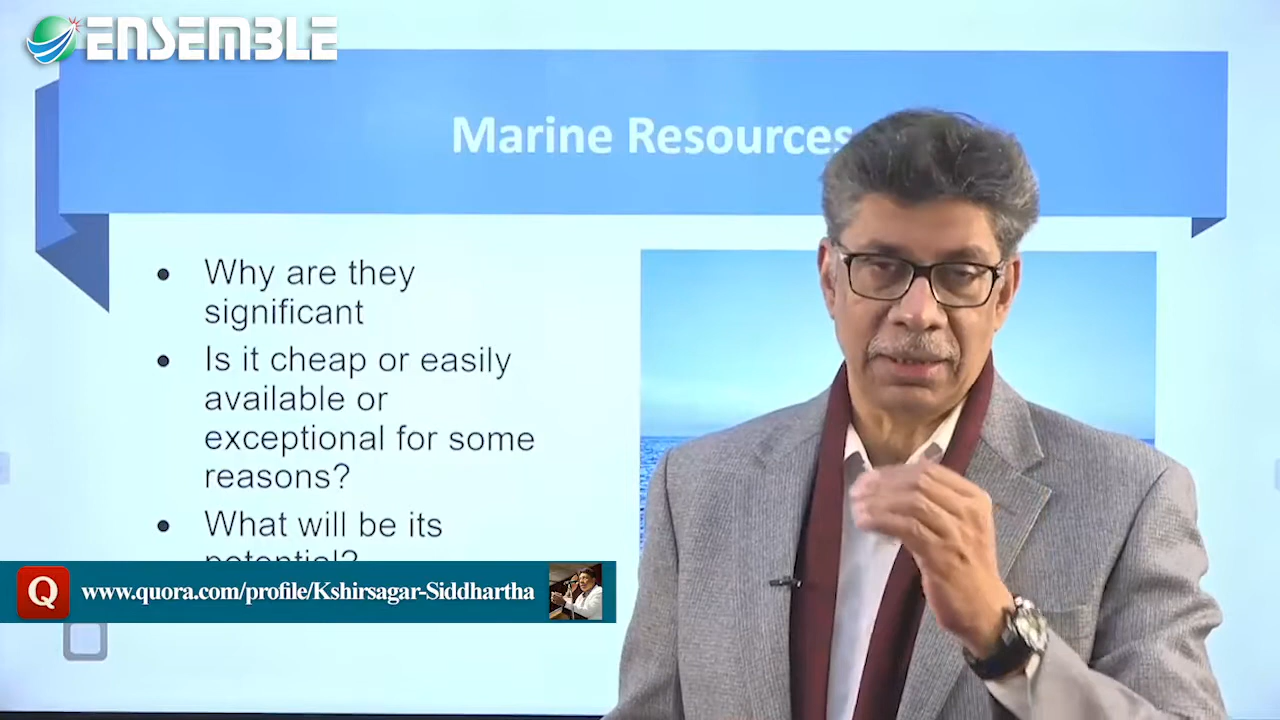 ENSEMBLE
Marine Resources
• Why are they
significant
• Is it cheap or easily
available or
exceptional for some
reasons?
• What will be its
potential?
Q www.quora.com/profile/Kshirsagar-Siddhartha